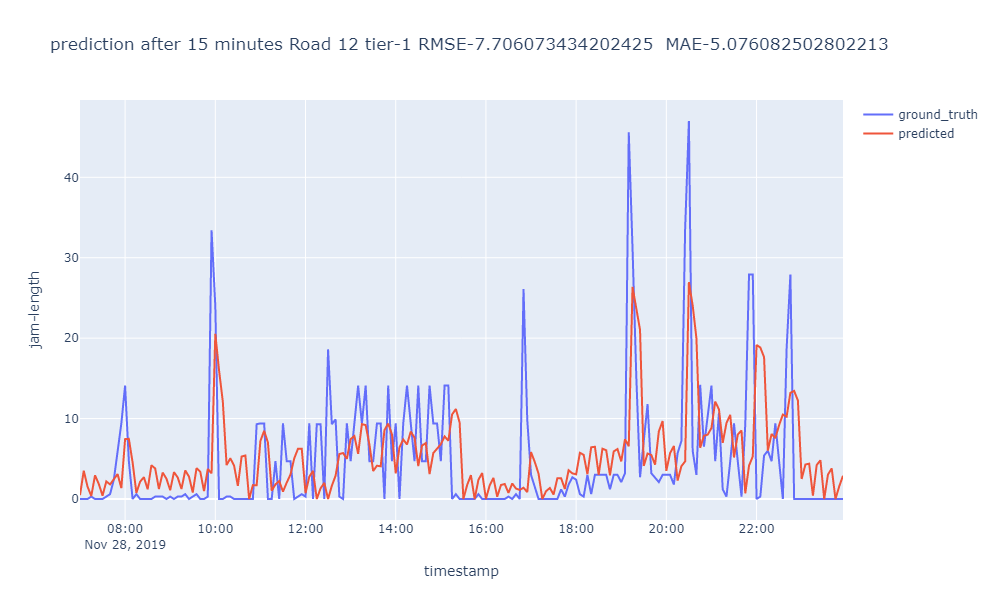 prediction after 15 minutes Road 12 tier-1 RMSE-7.706073434202425  MAE-5.076082502802213
ground_truth
predicted
40
30
20
10
0
jam-length
08:00 10:00 12:00 14:00 16:00 18:00 20:00 22:00
Nov 28, 2019
timestamp